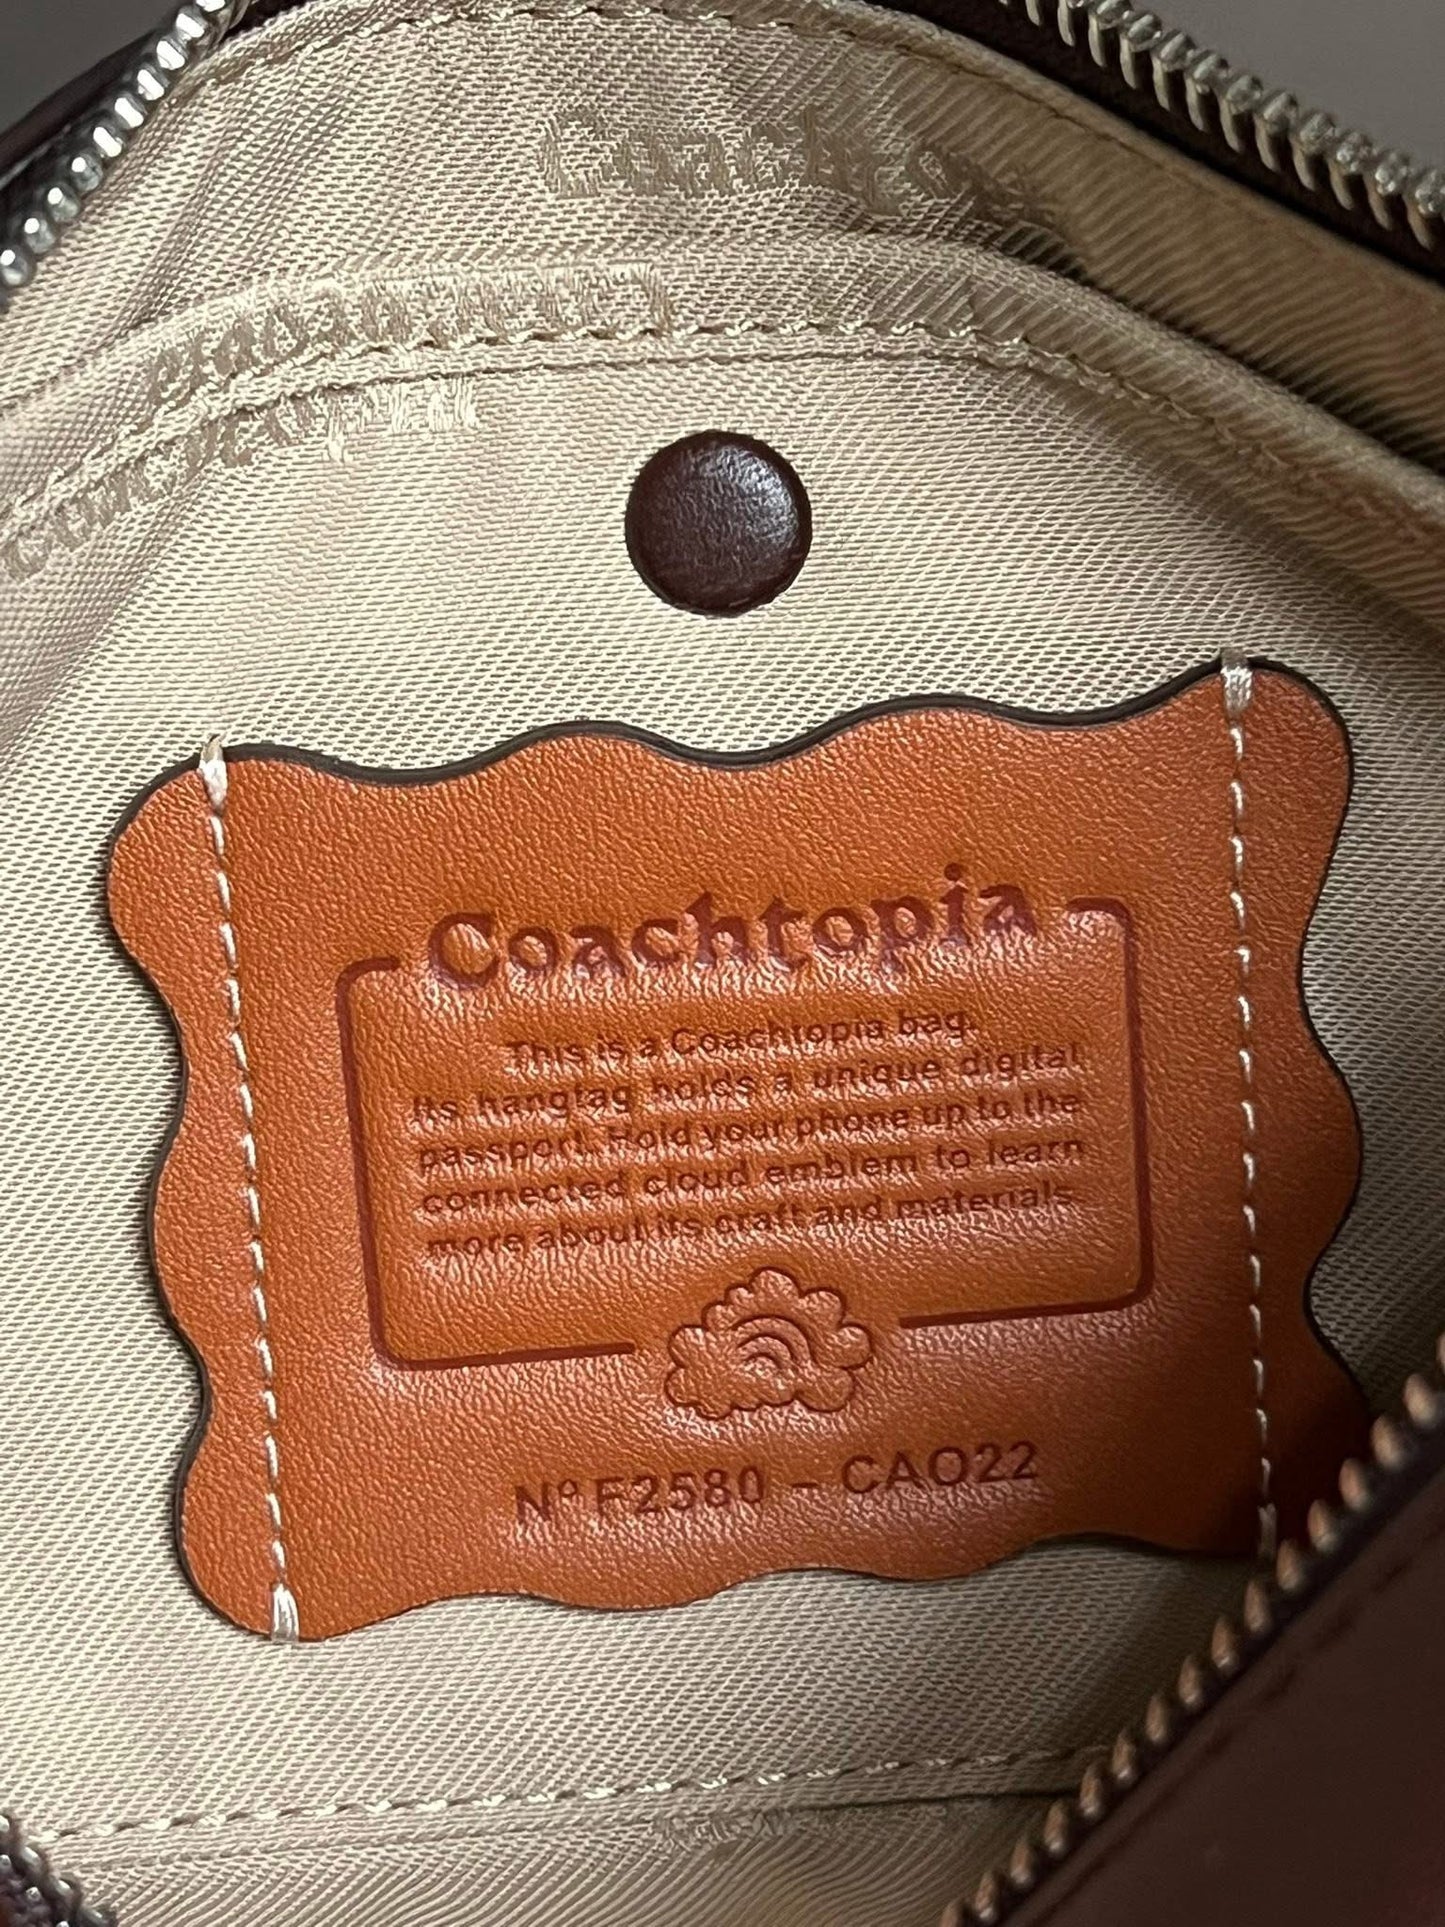 Coachtopia
This is a Coachtopia bag.
Its hangtag holds a unique digital
passport. Hold your phone up to the
connected cloud emblem to learn
more about its craft and materials.
Nº F2580 - CAO22